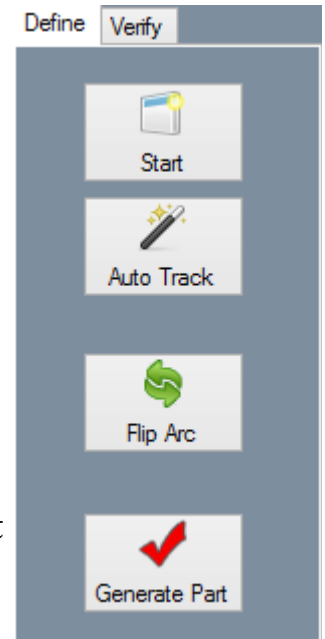 Define Verify
Start
Auto Track
Flip Arc
t
Generate Part